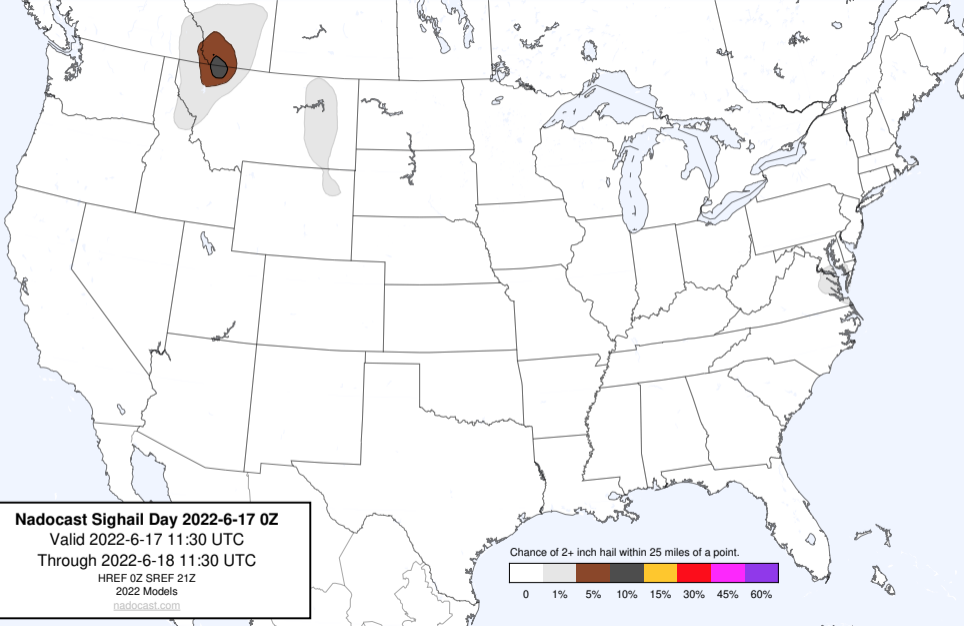 Nadocast Sighail Day 2022-6-17 0Z
Valid 2022-6-17 11:30 UTC
Through 2022-6-18 11:30 UTC
HREF 0Z SREF 21Z
2022 Models
nadocast.com
Chance of 2+ inch hail within 25 miles of a point.
0 1% 5% 10% 15% 30% 45% 60%